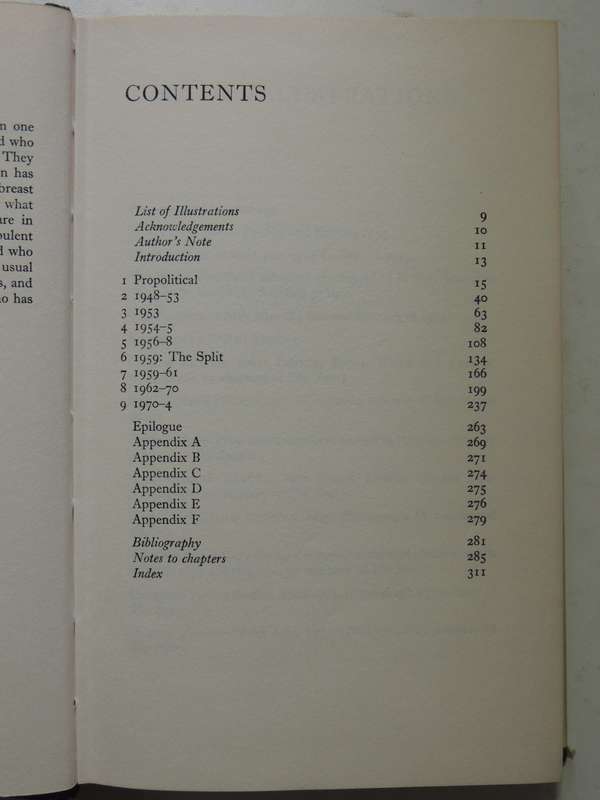 n one
d who
They
n has
breast
what
are in
bulent
d who
usual
s, and
ho has
CONTENTS
List of Illustrations 9
Acknowledgements 10
Author's Note 11
Introduction 13
1 Propolitical 15
2 1948–53 40
3 1953 63
4 1954–5 82
5 1956–8 108
6 1959: The Split 134
7 1959–61 166
8 1962–70 199
9 1970–4 237
Epilogue 263
Appendix A 269
Appendix B 271
Appendix C 274
Appendix D 275
Appendix E 276
Appendix F 279
Bibliography 281
Notes to chapters 285
Index 311